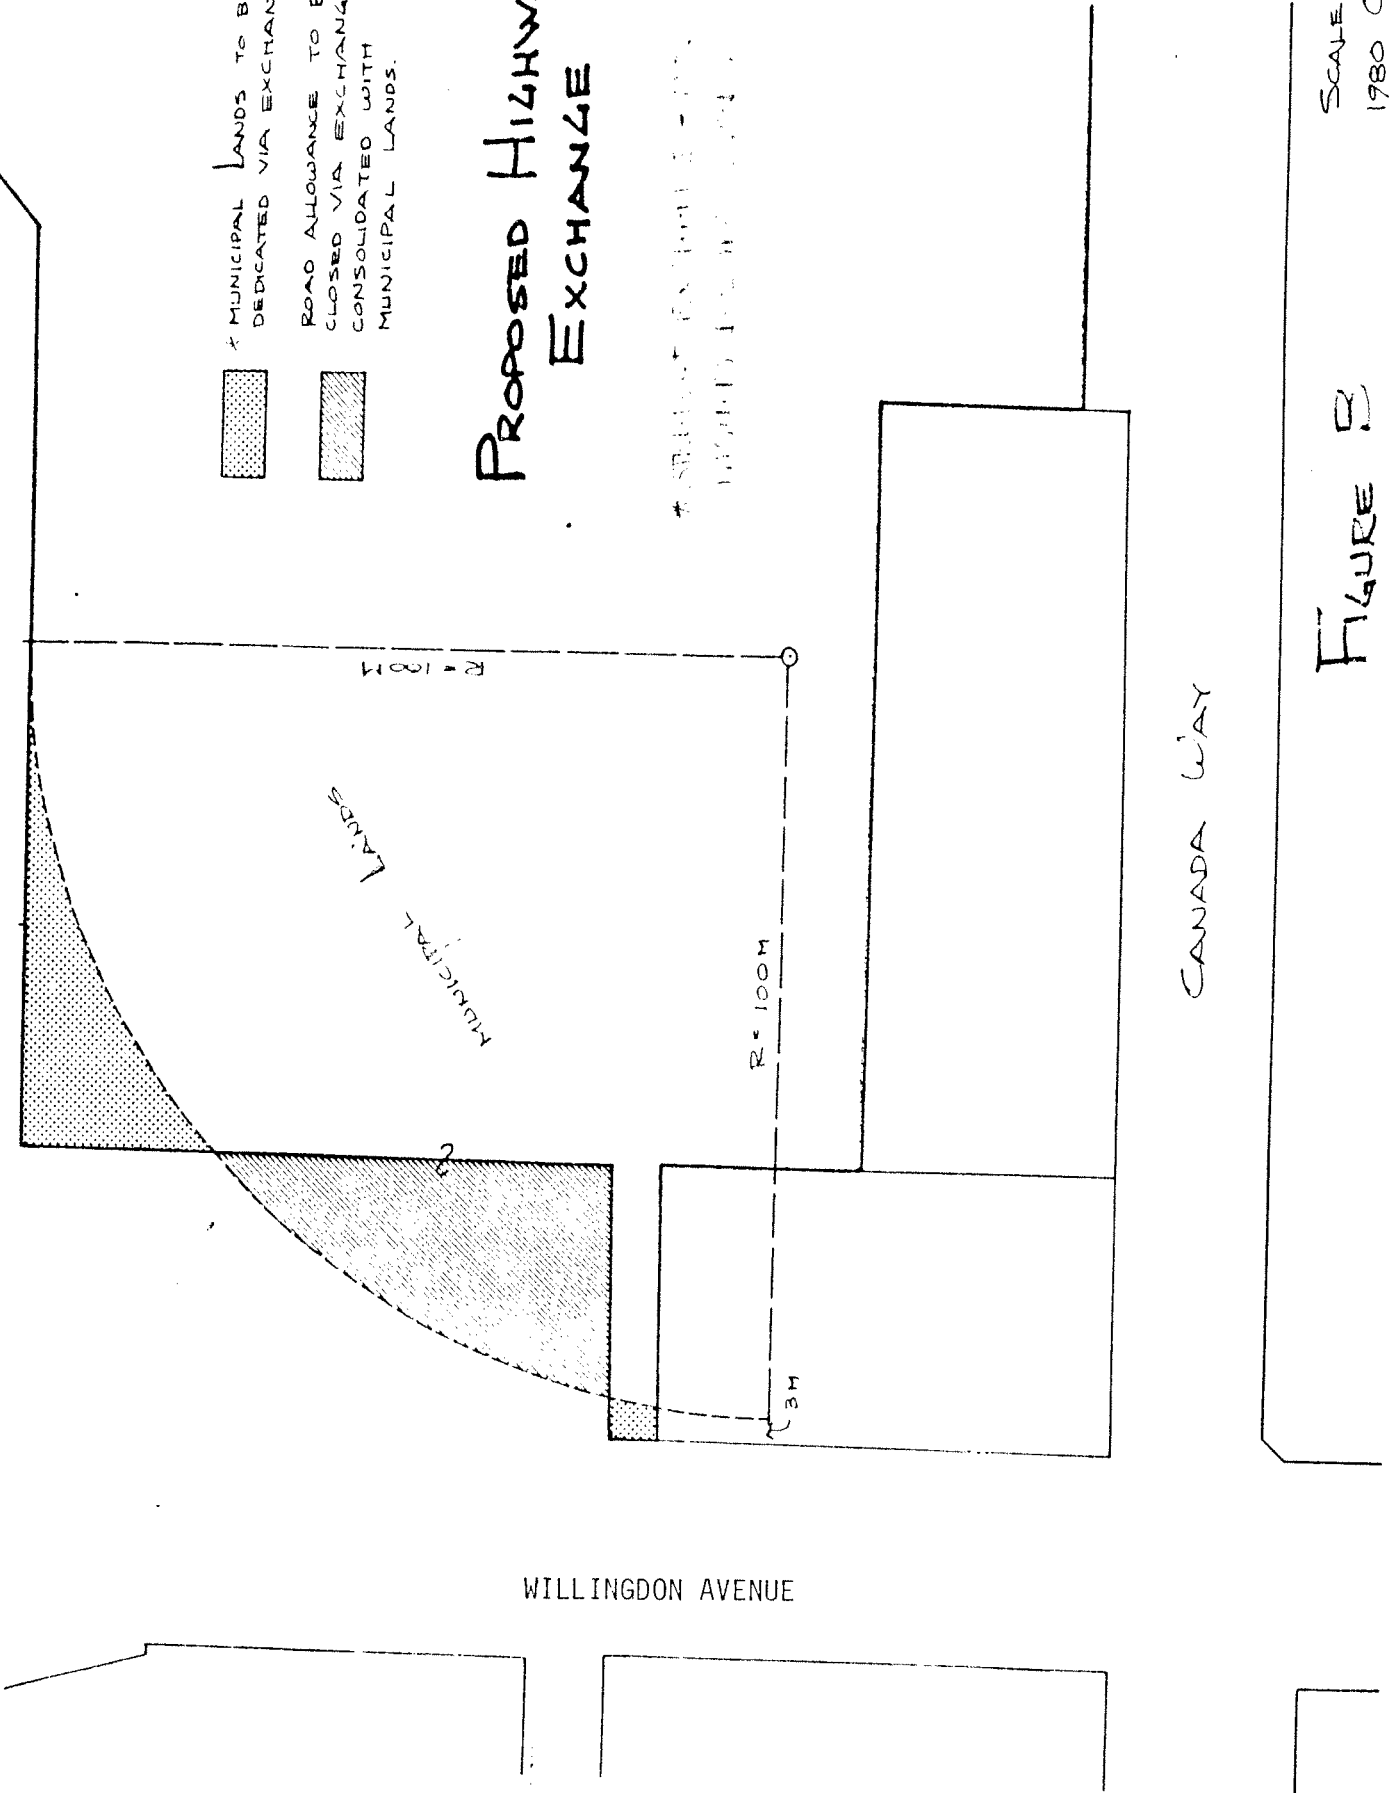 * MUNICIPAL LANDS TO B
DEDICATED VIA EXCHAN
ROAD ALLOWANCE TO B
CLOSED VIA EXCHANG
CONSOLIDATED WITH
MUNICIPAL LANDS.
PROPOSED HIGHW
EXCHANGE
R = 100M
MUNICIPAL LANDS
R = 100M
3M
CANADA WAY
WILLINGDON AVENUE
SCALE
1980
FIGURE B